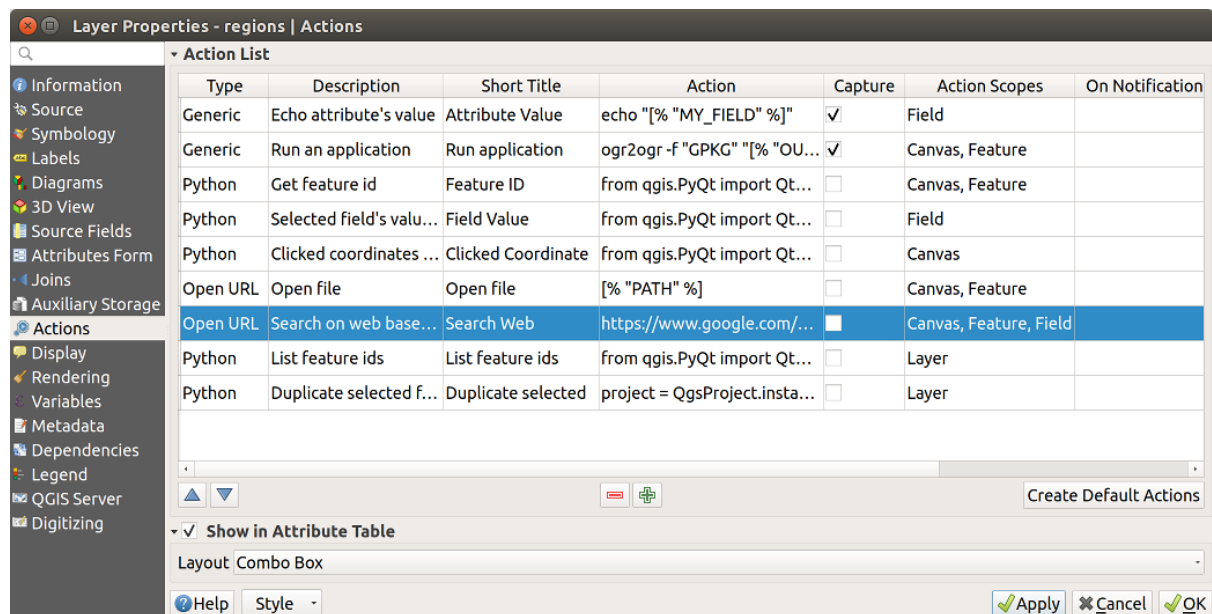 Layer Properties - regions | Actions
Information
Source
Symbology
Labels
Diagrams
3D View
Source Fields
Attributes Form
Joins
Auxiliary Storage
Actions
Display
Rendering
Variables
Metadata
Dependencies
Legend
QGIS Server
Digitizing
Action List
Type Description Short Title Action Capture Action Scopes On Notification
Generic Echo attribute's value Attribute Value echo "[% "MY_FIELD" %]" Field
Generic Run an application Run application ogr2ogr -f "GPKG" "[% "OU... Canvas, Feature
Python Get feature id Feature ID from qgis.PyQt import Qt... Canvas, Feature
Python Selected field's valu... Field Value from qgis.PyQt import Qt... Field
Python Clicked coordinates ... Clicked Coordinate from qgis.PyQt import Qt... Canvas
Open URL Open file Open file [% "PATH" %] Canvas, Feature
Open URL Search on web base... Search Web https://www.google.com/... Canvas, Feature, Field
Python List feature ids List feature ids from qgis.PyQt import Qt... Layer
Python Duplicate selected f... Duplicate selected project = QgsProject.insta... Layer
Create Default Actions
Show in Attribute Table
Layout Combo Box
Help Style Apply Cancel OK